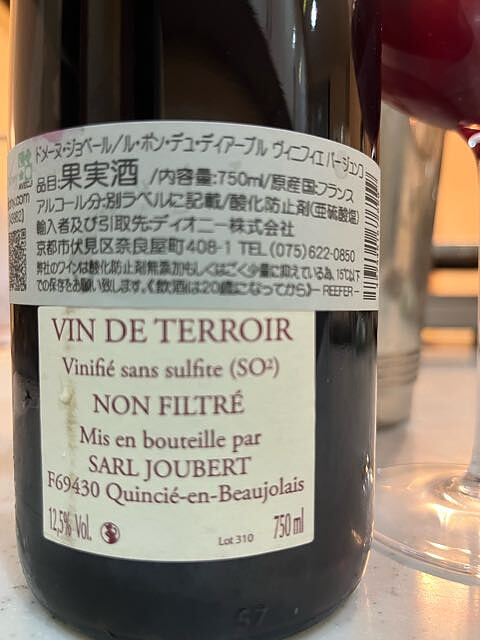 ドメーヌ・ジョベール/ル・ポン・デュ・ディアーブル ヴィニフィエ バージェンコ
品目:果実酒 /内容量:750ml/原産国:フランス
アルコール分:別ラベルに記載/酸化防止剤(亜硫酸塩)
輸入者及び引取先:ディオニー株式会社
京都市伏見区奈良屋町408-1 TEL(075)622-0850
弊社のワインは酸化防止剤無添加もしくはごく少量に抑えている為、15℃以下
での保存をお願い致します。《飲酒は20歳になってから》─ REEFER ─
VIN DE TERROIR
Vinifié sans sulfite (SO²)
NON FILTRÉ
Mis en bouteille par
SARL JOUBERT
F69430 Quincié-en-Beaujolais
12,5% Vol.
Lot 310
750 ml